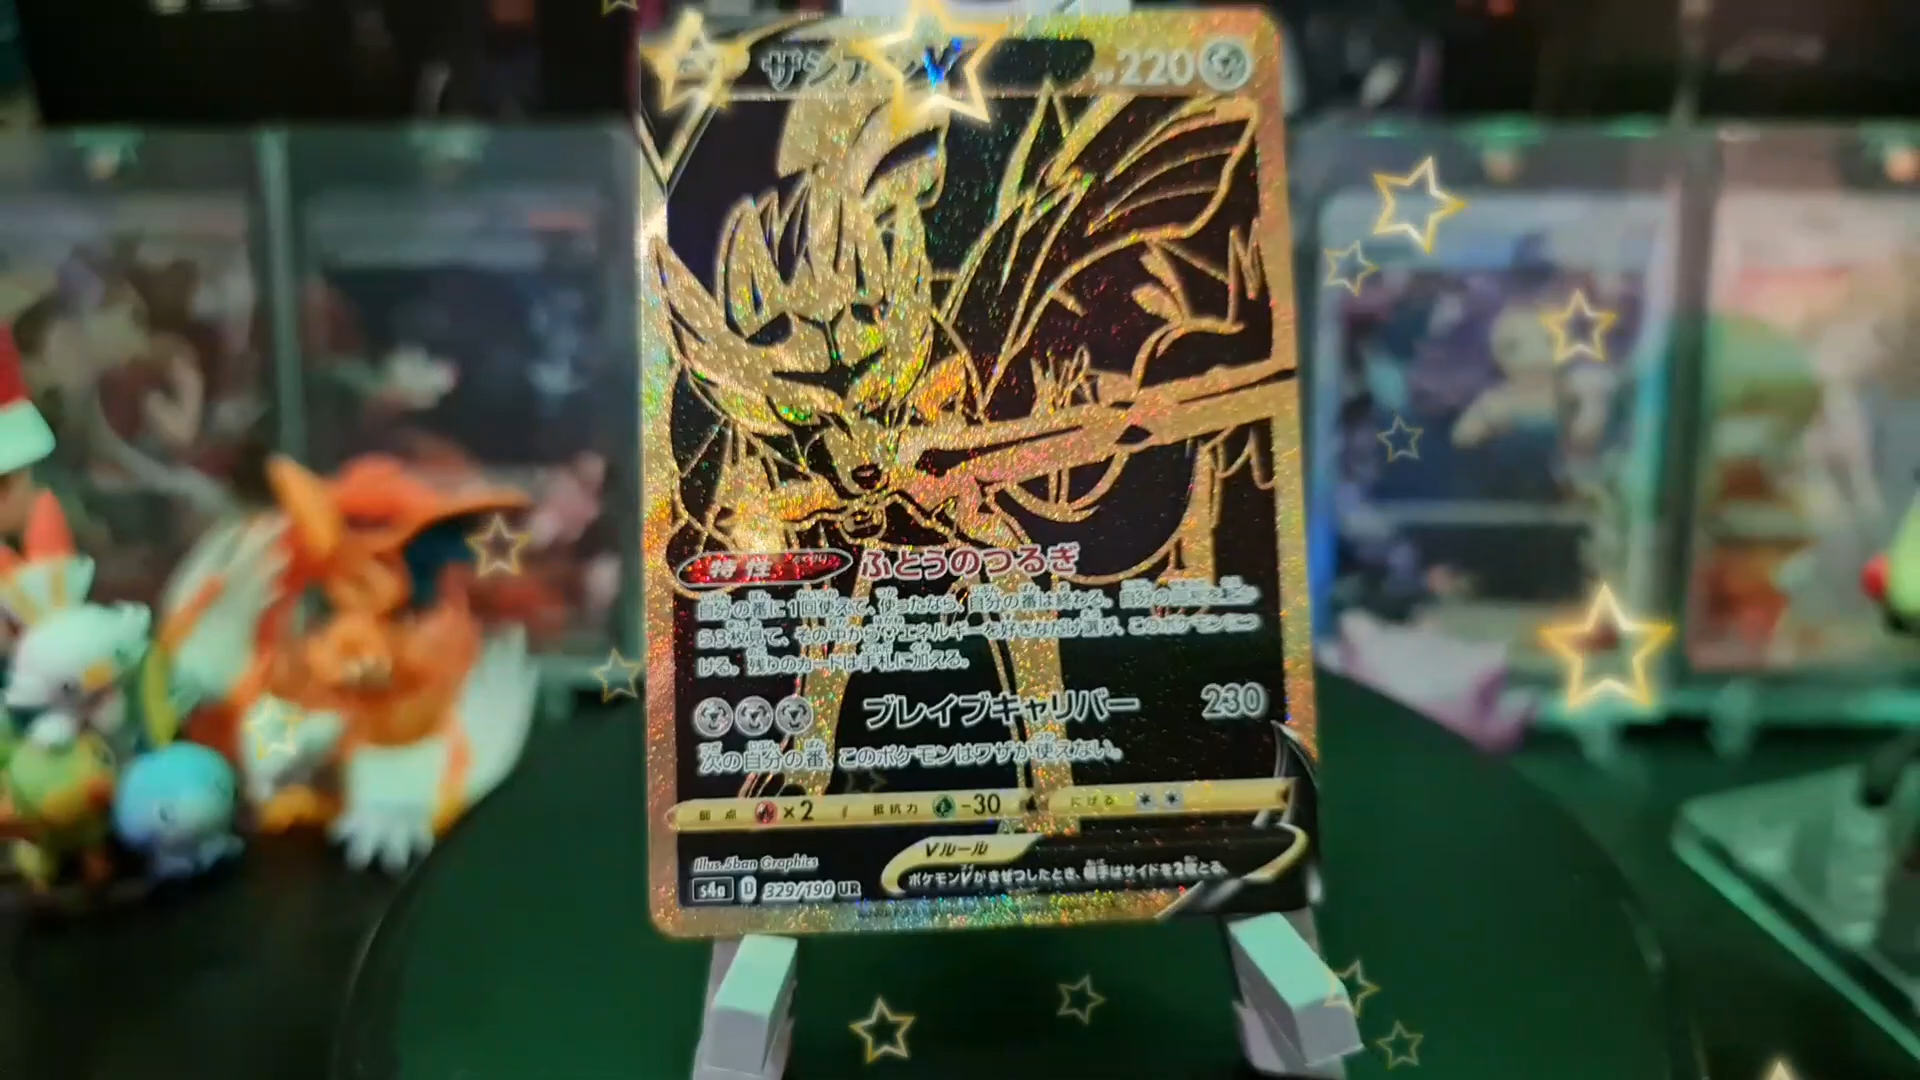 ザシアンV 220
特性 ふとうのつるぎ
自分の番に1回使えて、使ったなら、自分の番は終わる。自分の山札を上か
ら3枚見て、その中から エネルギーを好きなだけ選び、このポケモンにつ
ける。残りのカードは手札に加える。
ブレイブキャリバー 230
次の自分の番、このポケモンはワザが使えない。
弱点 ×2 抵抗力 -30 にげる
Vルール
Illus. 5ban Graphics
ポケモンVがきぜつしたとき、相手はサイドを2枚とる。
s4a D 329/190 UR